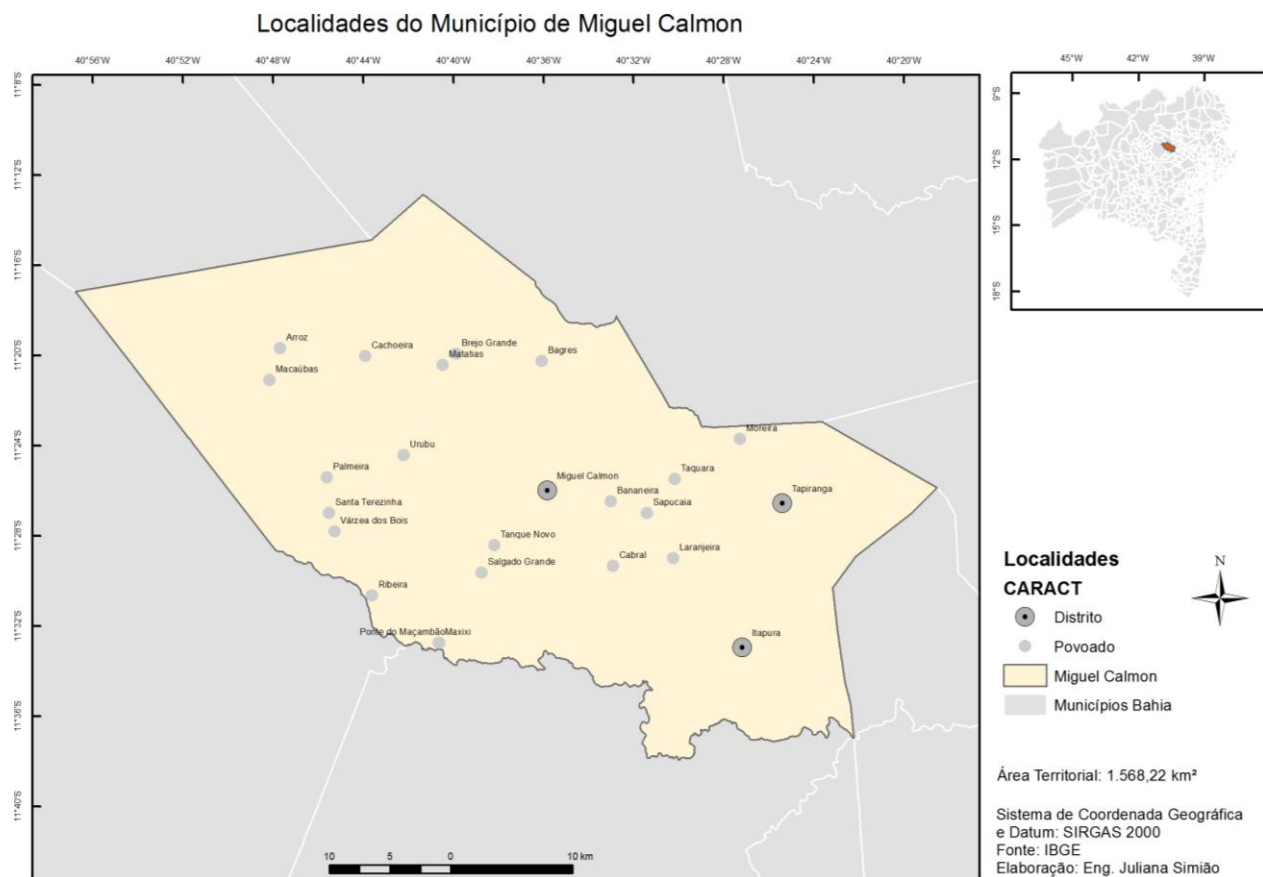 Localidades do Município de Miguel Calmon
40°56'W 40°52'W 40°48'W 40°44'W 40°40'W 40°36'W 40°32'W 40°28'W 40°24'W 40°20'W
11°8'S
11°12'S
11°16'S
11°20'S
11°24'S
11°28'S
11°32'S
11°36'S
11°40'S
Arroz
Cachoeira
Brejo Grande
Matatias
Bagres
Macaúbas
Moreira
Urubu
Palmeira
Miguel Calmon
Taquara
Bananeira
Tapiranga
Santa Terezinha
Sapucaia
Várzea dos Bois
Tanque Novo
Salgado Grande
Cabral
Laranjeira
Ribeira
Ponte do MaçambãoMaxixi
Itapura
10 5 0 10 km
45°W 42°W 39°W
9°S
12°S
15°S
18°S
Localidades
CARACT
N
Distrito
Povoado
Miguel Calmon
Municípios Bahia
Área Territorial: 1.568,22 km²
Sistema de Coordenada Geográfica
e Datum: SIRGAS 2000
Fonte: IBGE
Elaboração: Eng. Juliana Simião